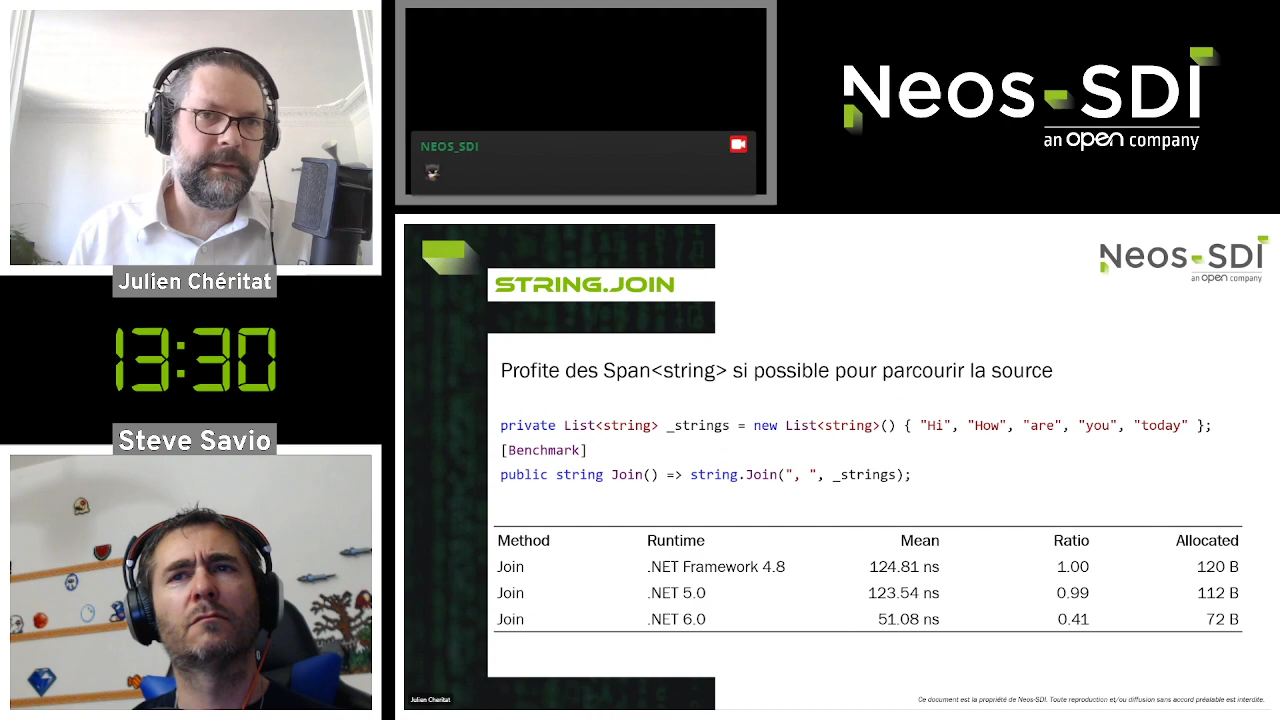 Julien Chéritat
13:30
Steve Savio
NEOS_SDI
Neos-SDI
an open company
STRING.JOIN
Neos-SDI
an open company
Profite des Span<string> si possible pour parcourir la source
private List<string> _strings = new List<string>() { "Hi", "How", "are", "you", "today" };
[Benchmark]
public string Join() => string.Join(", ", _strings);
Method Runtime Mean Ratio Allocated
Join .NET Framework 4.8 124.81 ns 1.00 120 B
Join .NET 5.0 123.54 ns 0.99 112 B
Join .NET 6.0 51.08 ns 0.41 72 B
Julien Cheritat
Ce document est la propriété de Neos-SDI. Toute reproduction et/ou diffusion sans accord préalable est interdite.